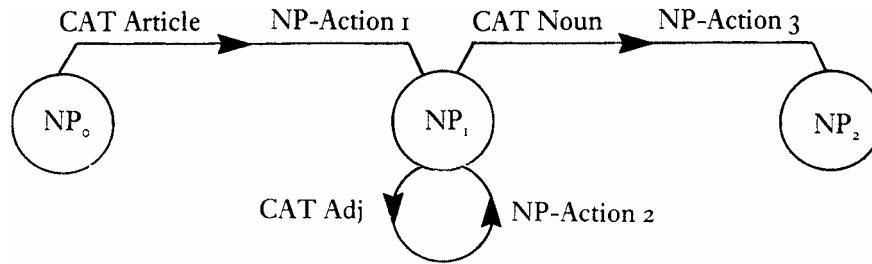 CAT Article NP-Action 1 CAT Noun NP-Action 3
NP₀ NP₁ NP₂
CAT Adj NP-Action 2